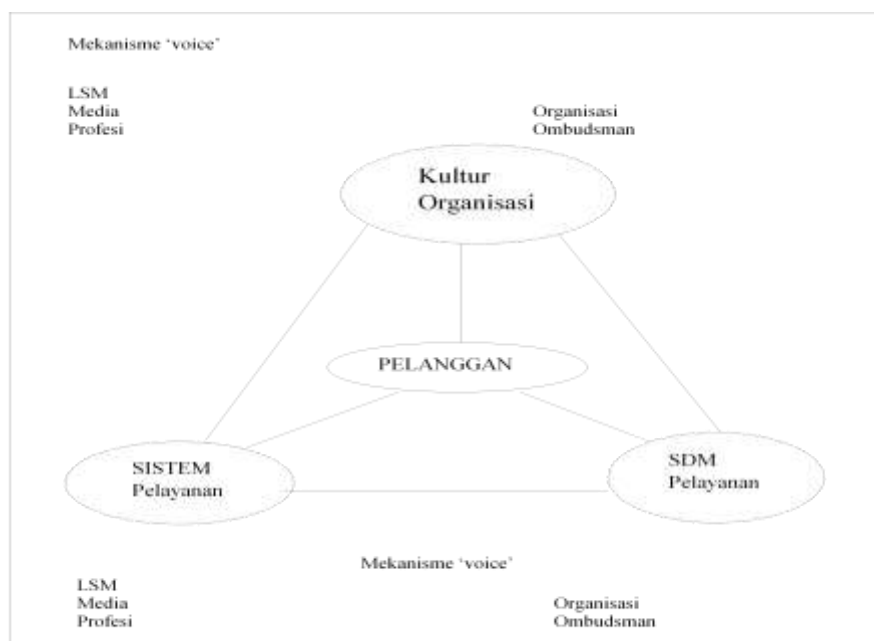 Mekanisme ‘voice’
LSM
Media
Profesi
Organisasi
Ombudsman
Kultur
Organisasi
PELANGGAN
SISTEM
Pelayanan
SDM
Pelayanan
Mekanisme ‘voice’
LSM
Media
Profesi
Organisasi
Ombudsman